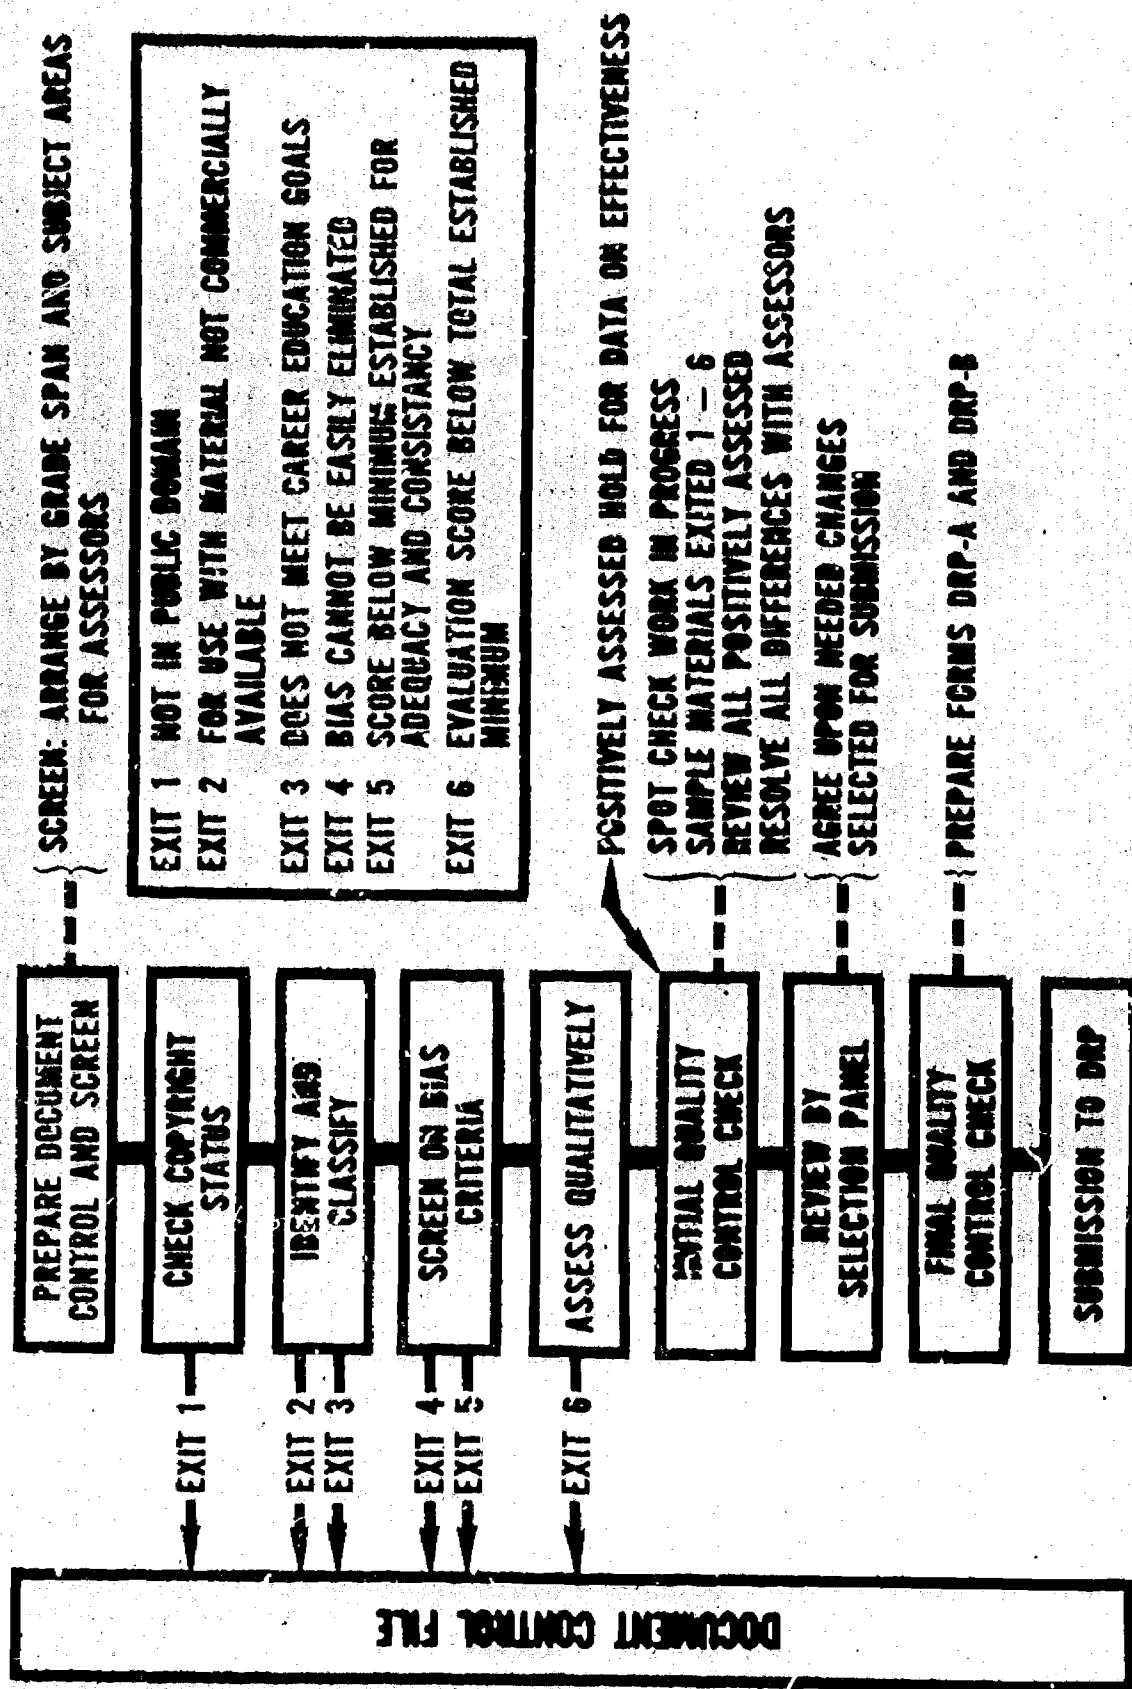 PREPARE DOCUMENT
CONTROL AND SCREEN
SCREEN: ARRANGE BY GRADE SPAN AND SUBJECT AREAS
FOR ASSESSORS
CHECK COPYRIGHT
STATUS
EXIT 1
IDENTIFY AND
CLASSIFY
EXIT 2
EXIT 3
SCREEN ON BIAS
CRITERIA
EXIT 4
EXIT 5
ASSESS QUALITATIVELY
EXIT 6
EXIT 1 NOT IN PUBLIC DOMAIN
EXIT 2 FOR USE WITH MATERIAL NOT COMMERCIALLY
AVAILABLE
EXIT 3 DOES NOT MEET CAREER EDUCATION GOALS
EXIT 4 BIAS CANNOT BE EASILY ELIMINATED
EXIT 5 SCORE BELOW MINIMUM ESTABLISHED FOR
ADEQUACY AND CONSISTANCY
EXIT 6 EVALUATION SCORE BELOW TOTAL ESTABLISHED
MINIMUM
POSITIVELY ASSESSED HOLD FOR DATA ON EFFECTIVENESS
INITIAL QUALITY
CONTROL CHECK
SPOT CHECK WORK IN PROGRESS
SAMPLE MATERIALS EXITED 1 - 6
REVIEW ALL POSITIVELY ASSESSED
RESOLVE ALL DIFFERENCES WITH ASSESSORS
REVIEW BY
SELECTION PANEL
AGREE UPON NEEDED CHANGES
SELECTED FOR SUBMISSION
FINAL QUALITY
CONTROL CHECK
PREPARE FORMS DRP-A AND DRP-B
SUBMISSION TO DRP
DOCUMENT CONTROL FILE